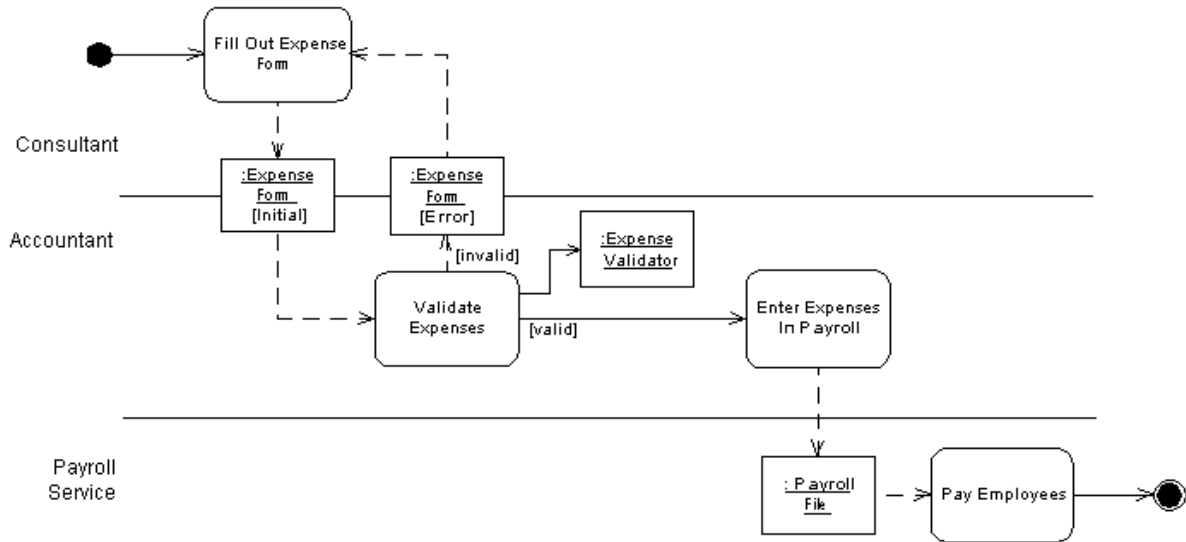 Fill Out Expense
Form
Consultant
:Expense
Form
[Initial]
:Expense
Form
[Error]
Accountant
[invalid]
:Expense
Validator
Validate
Expenses
[valid]
Enter Expenses
In Payroll
Payroll
Service
: Payroll
File
Pay Employees